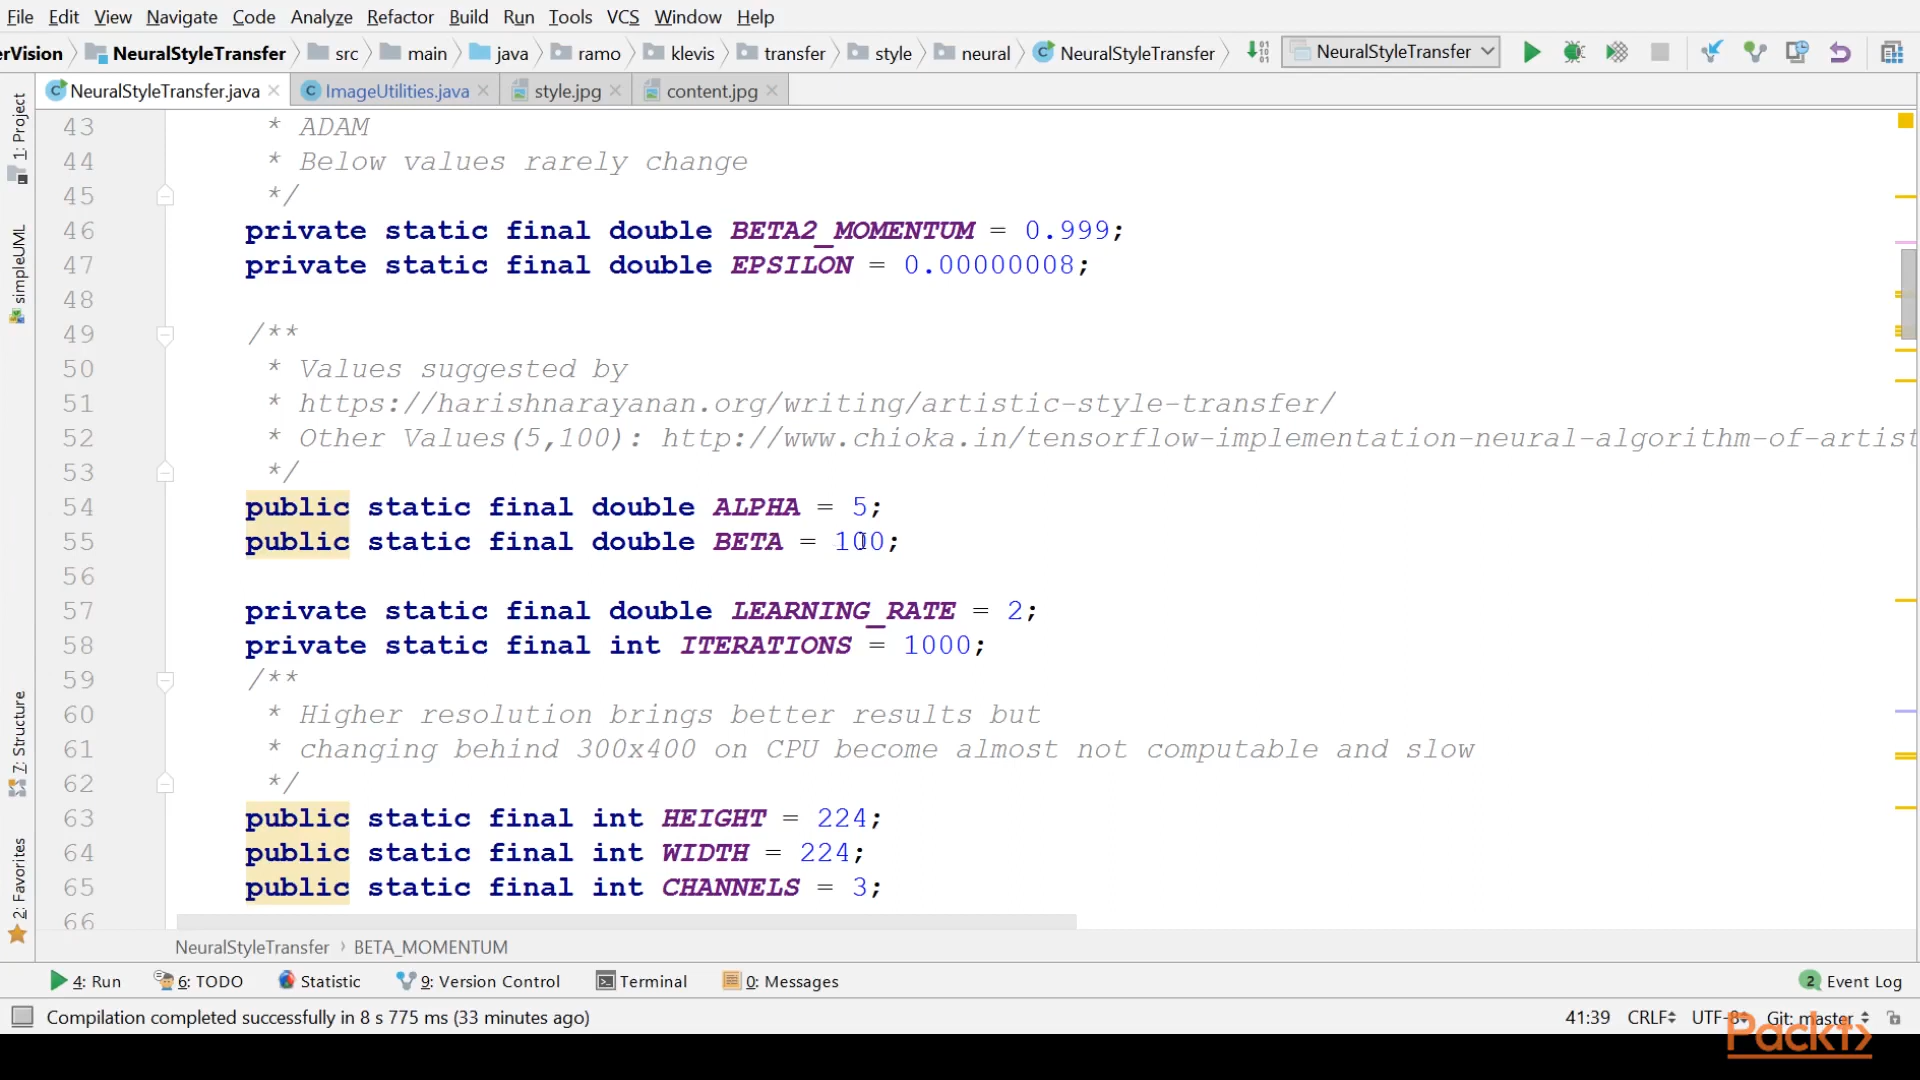 File Edit View Navigate Code Analyze Refactor Build Run Tools VCS Window Help
erVision NeuralStyleTransfer src main java ramo klevis transfer style neural NeuralStyleTransfer NeuralStyleTransfer
NeuralStyleTransfer.java ImageUtilities.java style.jpg content.jpg
1: Project
simpleUML
7: Structure
2: Favorites
43 * ADAM
44 * Below values rarely change
45 */
46 private static final double BETA2_MOMENTUM = 0.999;
47 private static final double EPSILON = 0.00000008;
48
49 /**
50 * Values suggested by
51 * https://harishnarayanan.org/writing/artistic-style-transfer/
52 * Other Values(5,100): http://www.chioka.in/tensorflow-implementation-neural-algorithm-of-artist
53 */
54 public static final double ALPHA = 5;
55 public static final double BETA = 100;
56
57 private static final double LEARNING_RATE = 2;
58 private static final int ITERATIONS = 1000;
59 /**
60 * Higher resolution brings better results but
61 * changing behind 300x400 on CPU become almost not computable and slow
62 */
63 public static final int HEIGHT = 224;
64 public static final int WIDTH = 224;
65 public static final int CHANNELS = 3;
66
NeuralStyleTransfer › BETA_MOMENTUM
4: Run 6: TODO Statistic 9: Version Control Terminal 0: Messages 2 Event Log
Compilation completed successfully in 8 s 775 ms (33 minutes ago) 41:39 CRLF UTF-8 Git: master
Packt